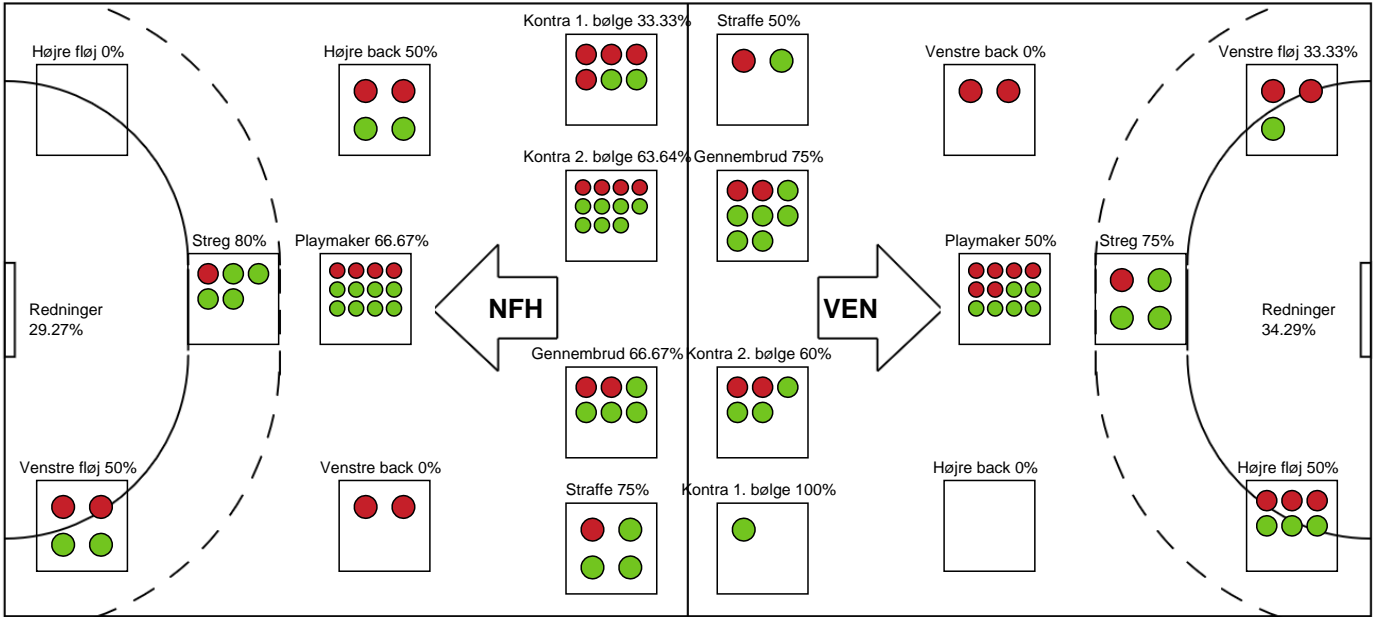 Kontra 1. bølge 33.33%
Straffe 50%
Højre fløj 0%
Højre back 50%
Venstre back 0%
Venstre fløj 33.33%
Kontra 2. bølge 63.64%
Gennembrud 75%
Streg 80%
Playmaker 66.67%
Playmaker 50%
Streg 75%
Redninger
29.27%
NFH
VEN
Redninger
34.29%
Gennembrud 66.67%
Kontra 2. bølge 60%
Venstre fløj 50%
Venstre back 0%
Højre back 0%
Højre fløj 50%
Straffe 75%
Kontra 1. bølge 100%